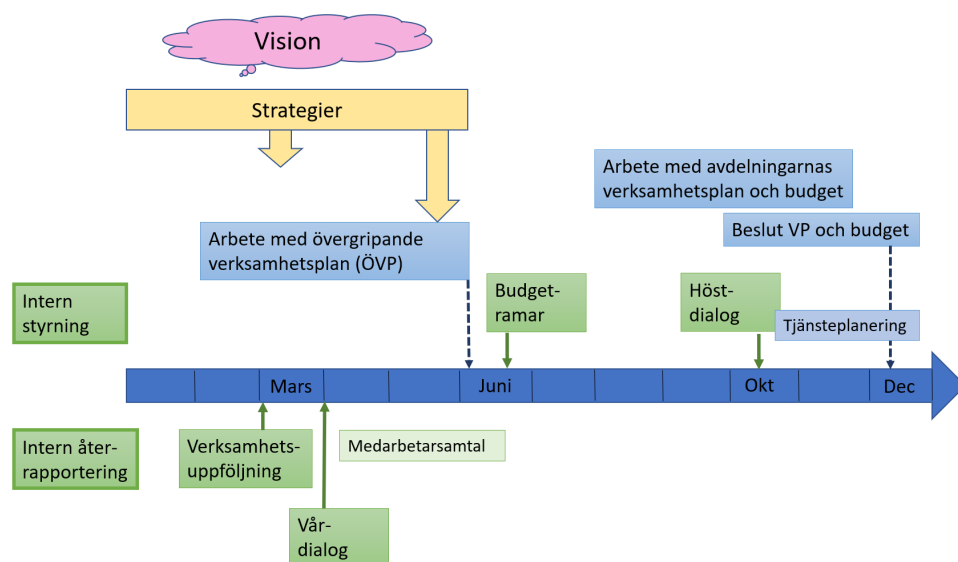 Vision
Strategier
Arbete med avdelningarnas
verksamhetsplan och budget
Arbete med övergripande
verksamhetsplan (ÖVP)
Beslut VP och budget
Intern
styrning
Budget-
ramar
Höst-
dialog
Tjänsteplanering
Mars
Juni
Okt
Dec
Intern åter-
rapportering
Verksamhets-
uppföljning
Medarbetarsamtal
Vår-
dialog